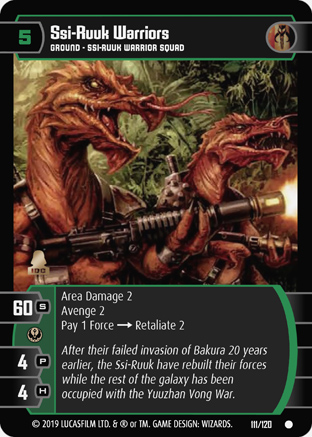 5
Ssi-Ruuk Warriors
GROUND - SSI-RUUK WARRIOR SQUAD
60 S
4 P
4 H
Area Damage 2
Avenge 2
Pay 1 Force → Retaliate 2
After their failed invasion of Bakura 20 years
earlier, the Ssi-Ruuk have rebuilt their forces
while the rest of the galaxy has been
occupied with the Yuuzhan Vong War.
© 2019 LUCASFILM LTD. & ® or TM. GAME DESIGN: WIZARDS.
111/120